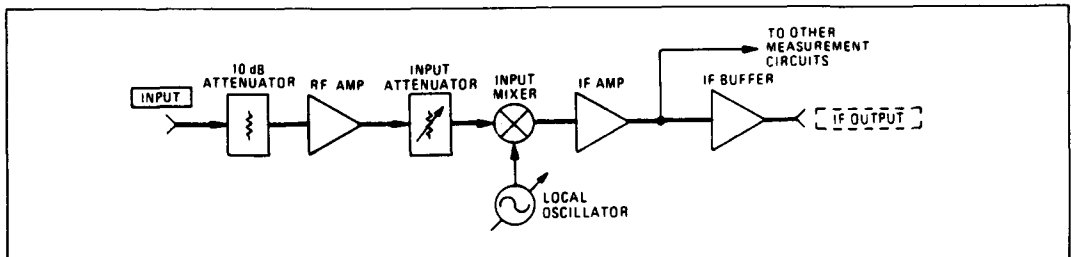 TO OTHER
MEASUREMENT
CIRCUITS
10 dB
ATTENUATOR
RF AMP
INPUT
ATTENUATOR
INPUT
MIXER
IF AMP
IF BUFFER
INPUT
IF OUTPUT
LOCAL
OSCILLATOR